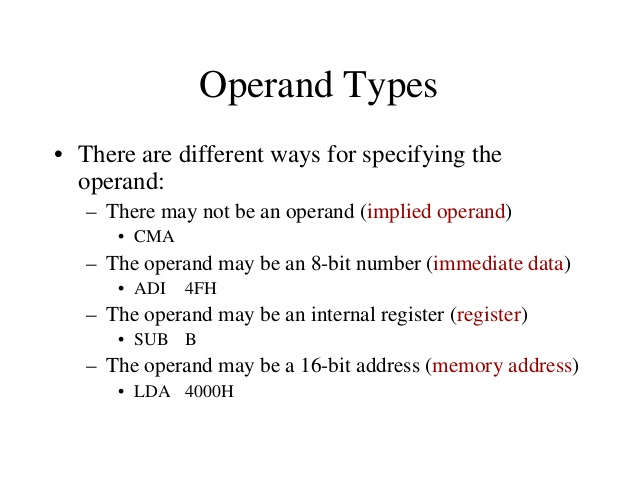 Operand Types
• There are different ways for specifying the
operand:
– There may not be an operand (implied operand)
• CMA
– The operand may be an 8-bit number (immediate data)
• ADI 4FH
– The operand may be an internal register (register)
• SUB B
– The operand may be a 16-bit address (memory address)
• LDA 4000H